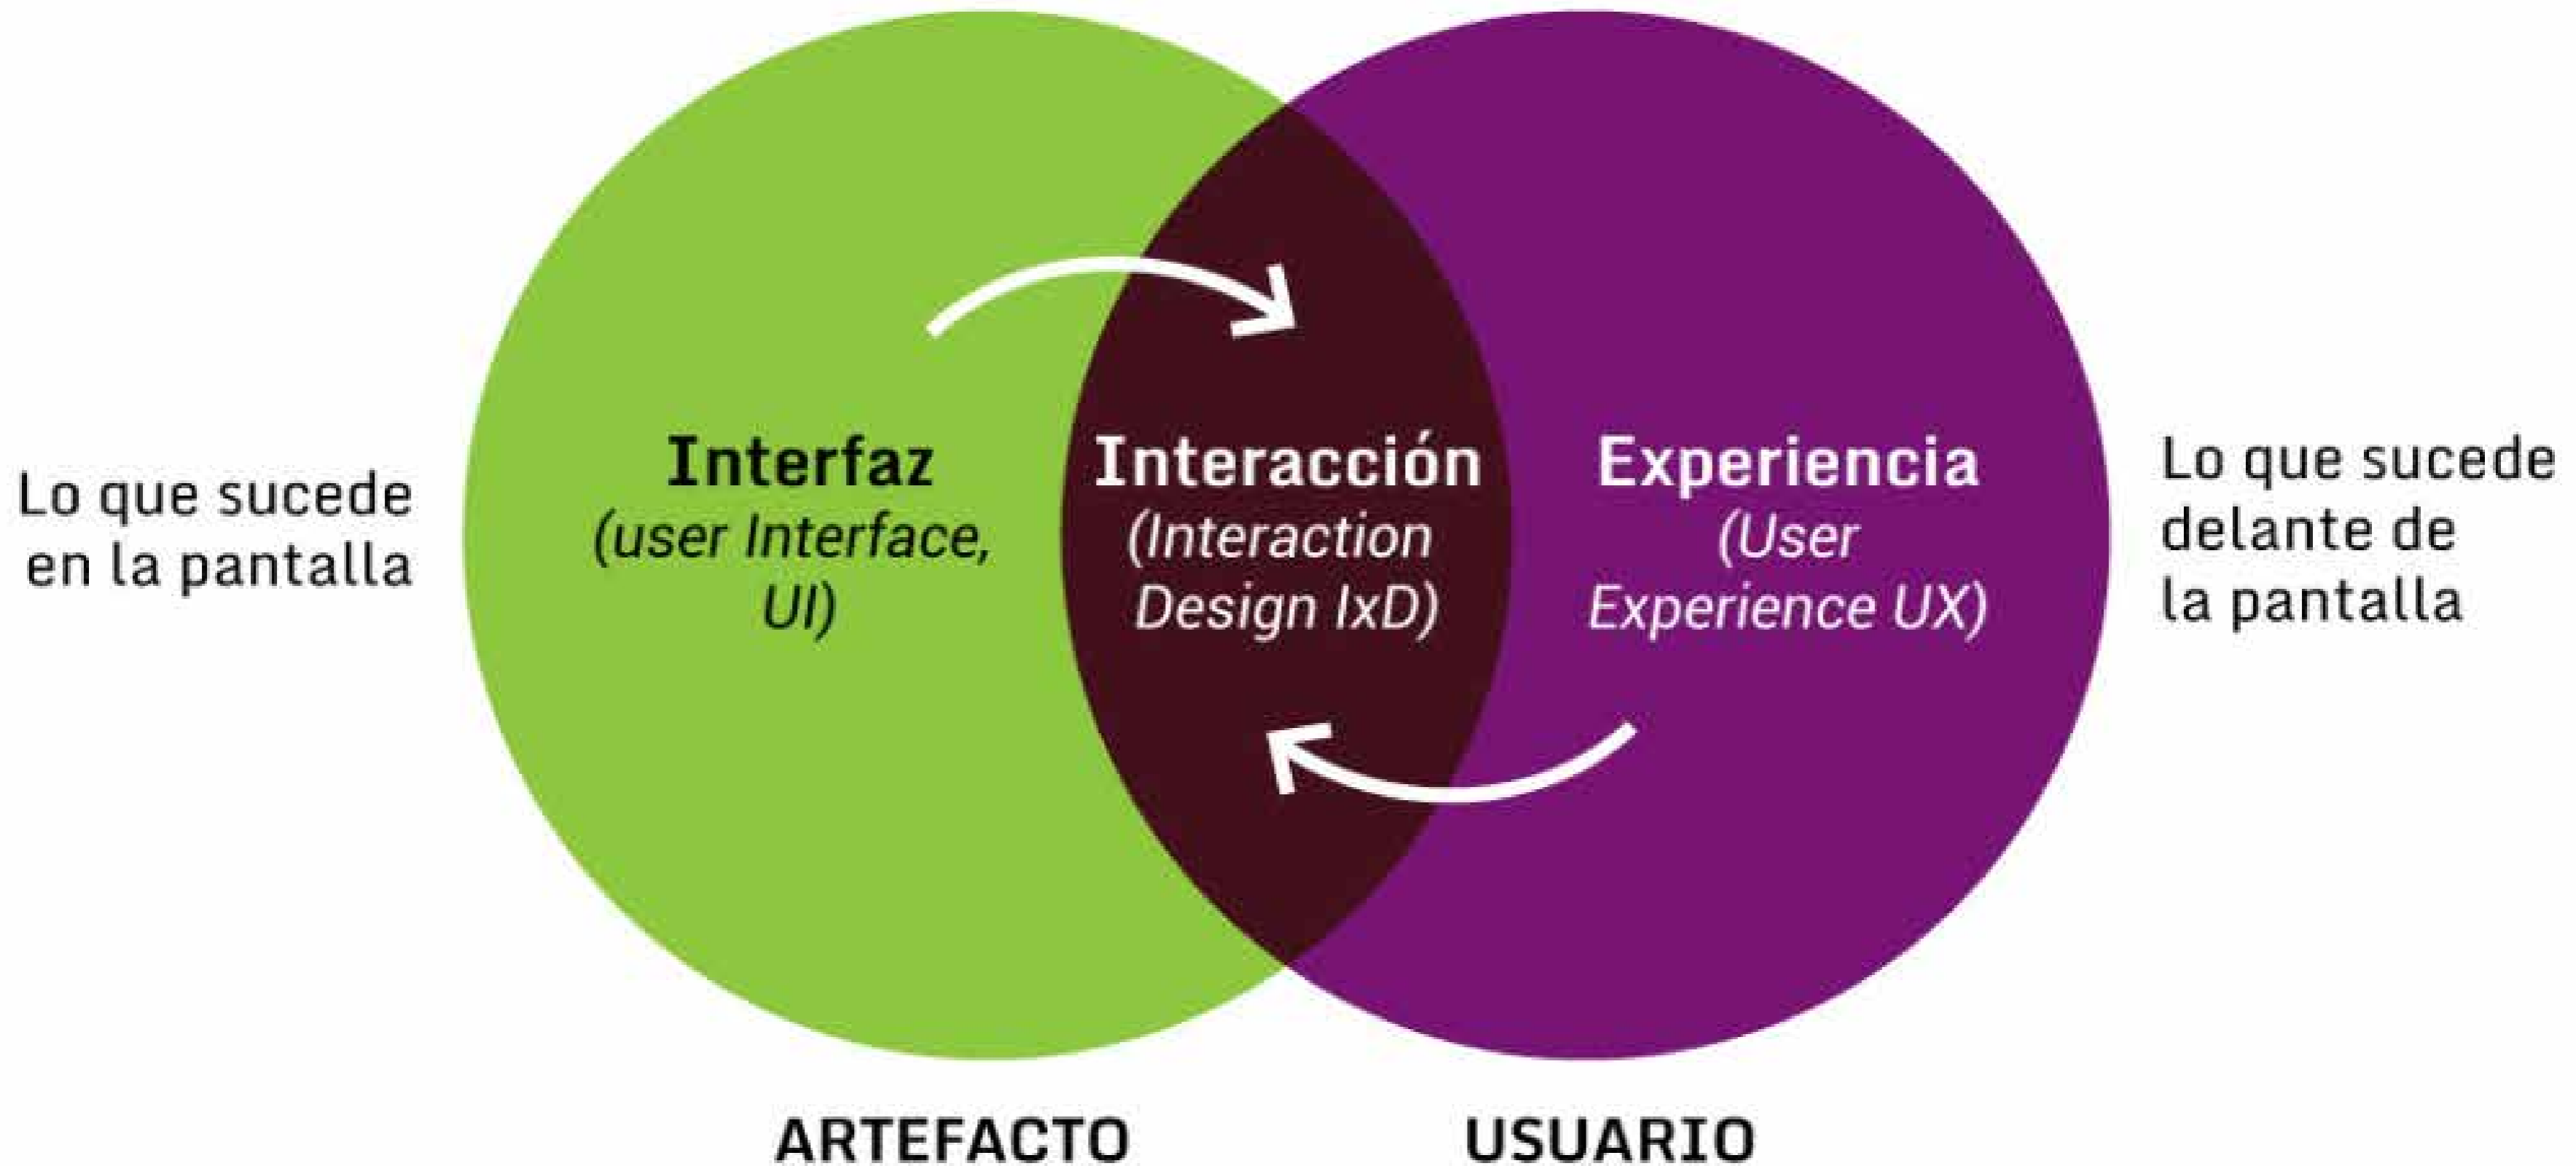 Lo que sucede
en la pantalla
Interfaz
(user Interface,
UI)
Interacción
(Interaction
Design IxD)
Experiencia
(User
Experience UX)
Lo que sucede
delante de
la pantalla
ARTEFACTO
USUARIO